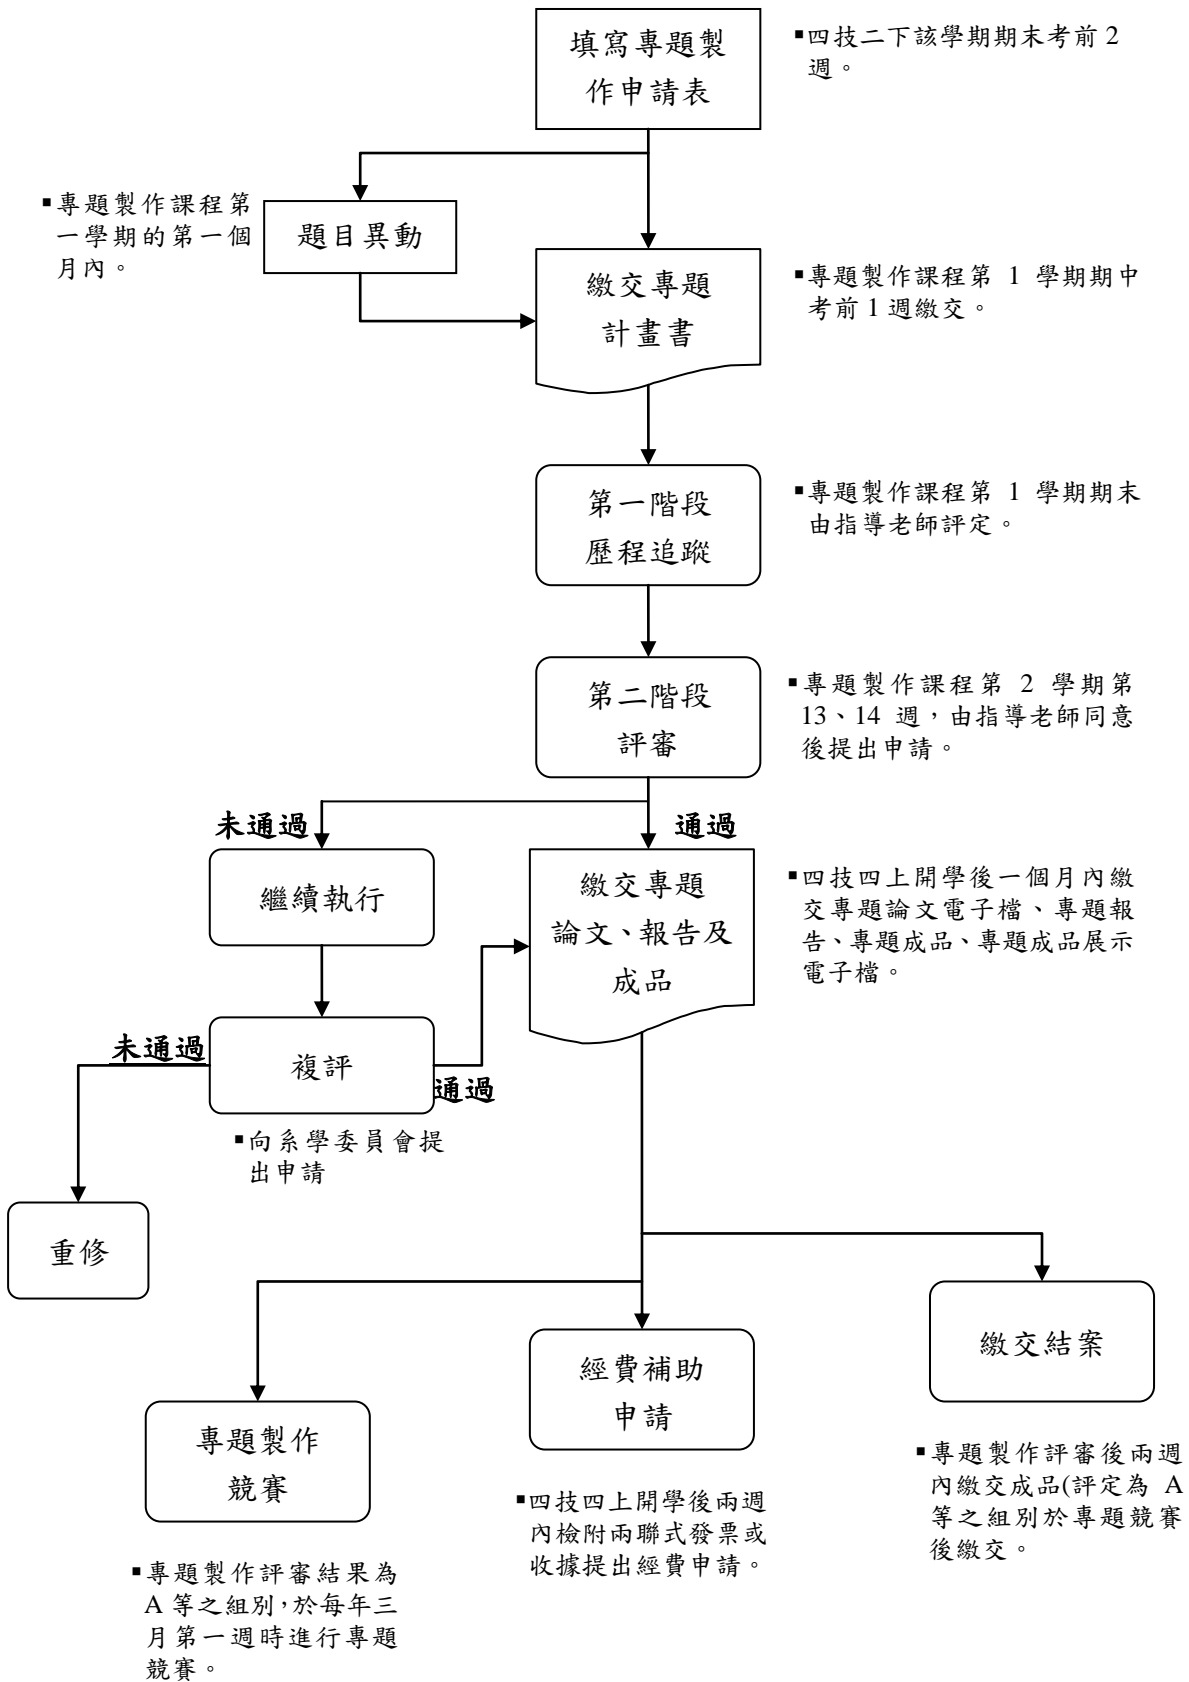 填寫專題製
作申請表
▪四技二下該學期期末考前 2
週。
▪專題製作課程第
一學期的第一個
月內。
題目異動
繳交專題
計畫書
▪專題製作課程第 1 學期期中
考前 1 週繳交。
第一階段
歷程追蹤
▪專題製作課程第 1 學期期末
由指導老師評定。
第二階段
評審
▪專題製作課程第 2 學期第
13、14 週，由指導老師同意
後提出申請。
未通過
通過
繼續執行
繳交專題
論文、報告及
成品
▪四技四上開學後一個月內繳
交專題論文電子檔、專題報
告、專題成品、專題成品展示
電子檔。
未通過
複評
通過
▪向系學委員會提
出申請
重修
專題製作
競賽
經費補助
申請
繳交結案
▪專題製作評審結果為
A 等之組別，於每年三
月第一週時進行專題
競賽。
▪四技四上開學後兩週
內檢附兩聯式發票或
收據提出經費申請。
▪專題製作評審後兩週
內繳交成品(評定為 A
等之組別於專題競賽
後繳交。